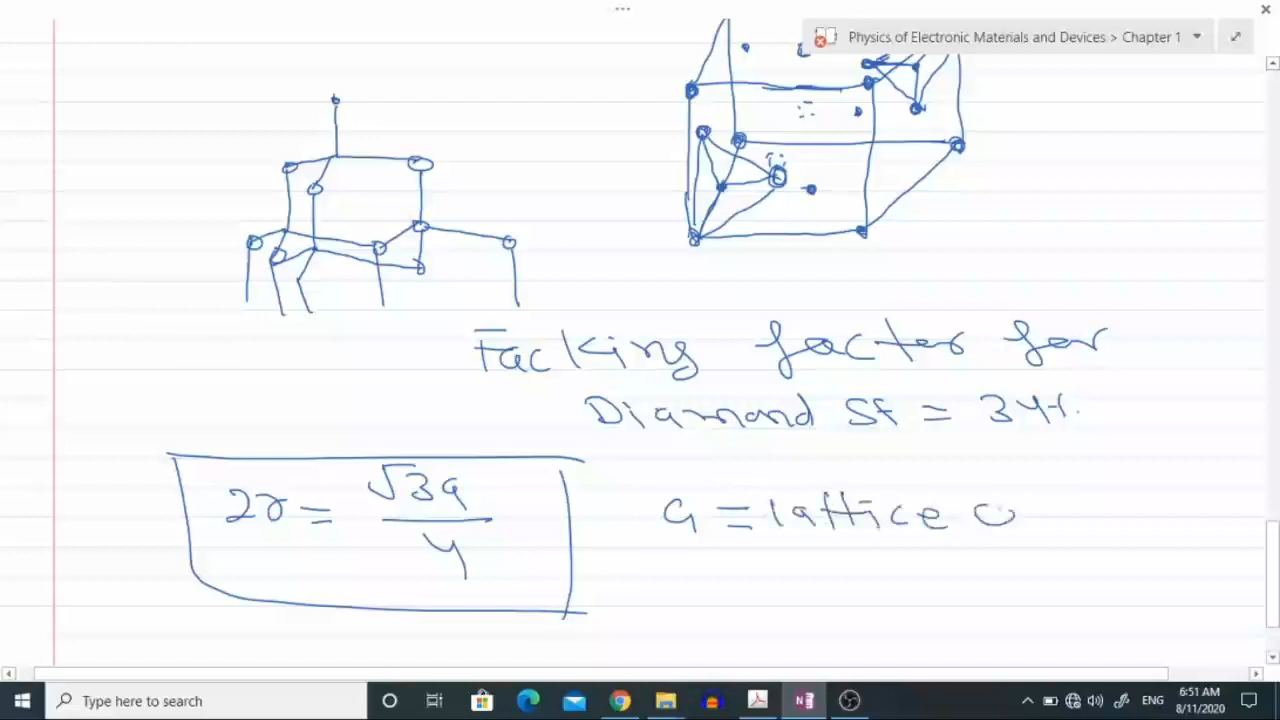 Physics of Electronic Materials and Devices > Chapter 1
Packing factor for
Diamond Sf = 34%
2r = √3a / 4
a = lattice c
Type here to search
ENG
6:51 AM
8/11/2020